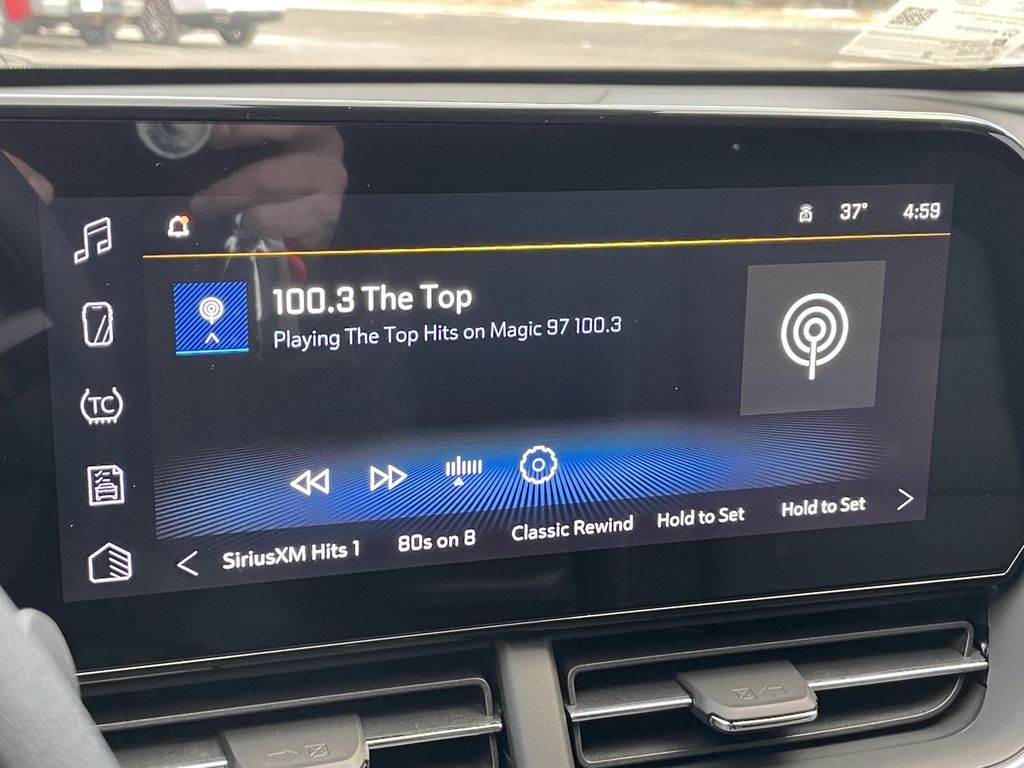 37° 4:59
100.3 The Top
Playing The Top Hits on Magic 97 100.3
TC
SiriusXM Hits 1 80s on 8 Classic Rewind Hold to Set Hold to Set